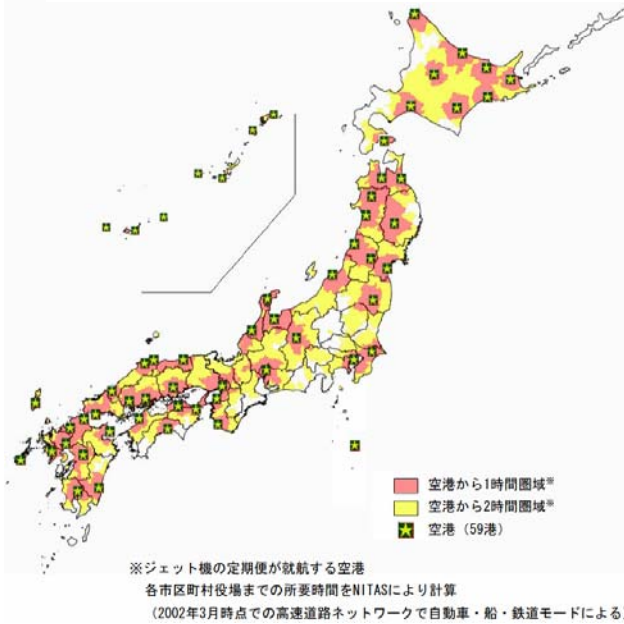 空港から1時間圏域※
空港から2時間圏域※
空港(59港)
※ジェット機の定期便が就航する空港
各市区町村役場までの所要時間をNITASにより計算
(2002年3月時点での高速道路ネットワークで自動車・船・鉄道モードによる)